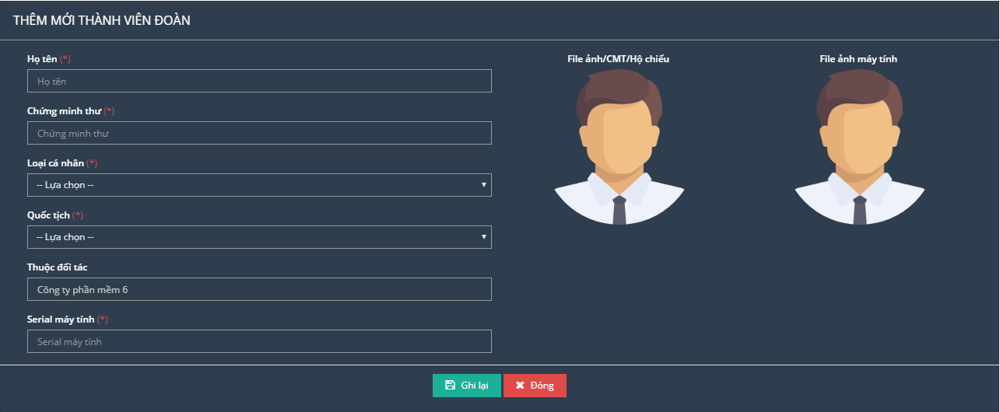 THÊM MỚI THÀNH VIÊN ĐOÀN
Họ tên (*)
Họ tên
Chứng minh thư (*)
Chứng minh thư
Loại cá nhân (*)
-- Lựa chọn --
Quốc tịch (*)
-- Lựa chọn --
Thuộc đối tác
Công ty phần mềm 6
Serial máy tính (*)
Serial máy tính
File ảnh/CMT/Hộ chiếu
File ảnh máy tính
Ghi lại
Đóng